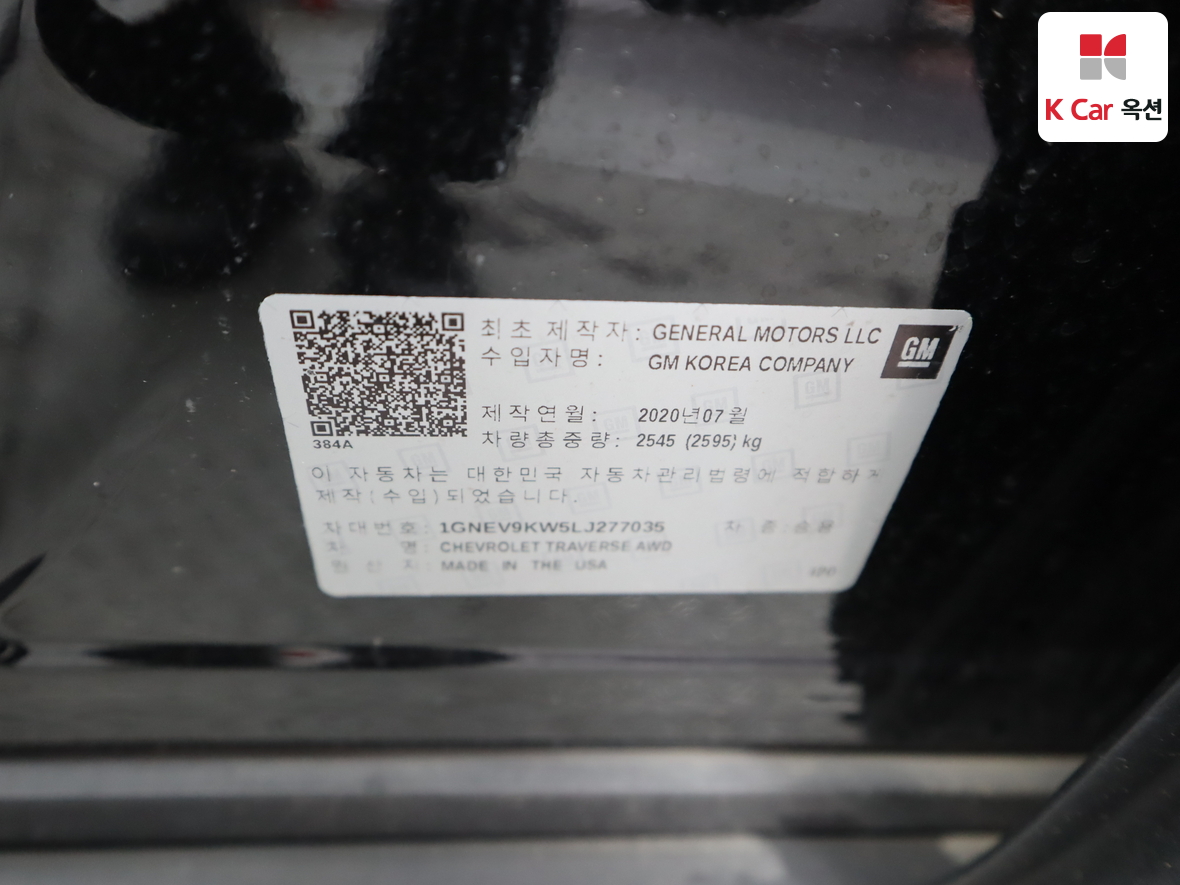 K Car 옥션
최초 제작자 : GENERAL MOTORS LLC
GM
수입자명 : GM KOREA COMPANY
제작연월 : 2020년07월
차량총중량 : 2545 (2595) kg
384A
이 자동차는 대한민국 자동차관리법령에 적합하게
제작(수입)되었습니다.
차대번호 : 1GNEV9KW5LJ277035 차 종 : 승용
차 명 : CHEVROLET TRAVERSE AWD
원 산 지 : MADE IN THE USA